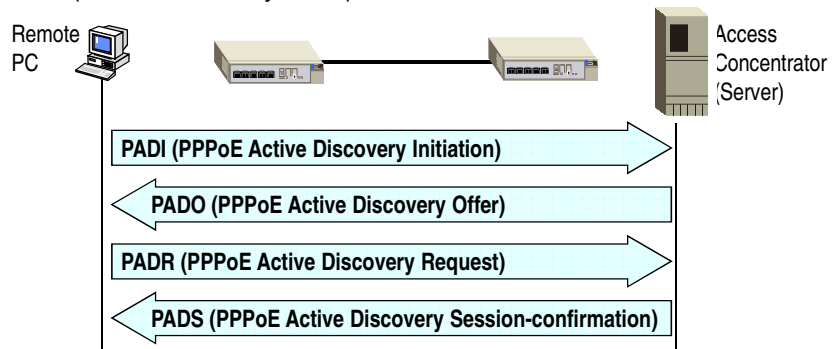 Remote
PC
Access
Concentrator
(Server)
PADI (PPPoE Active Discovery Initiation)
PADO (PPPoE Active Discovery Offer)
PADR (PPPoE Active Discovery Request)
PADS (PPPoE Active Discovery Session-confirmation)